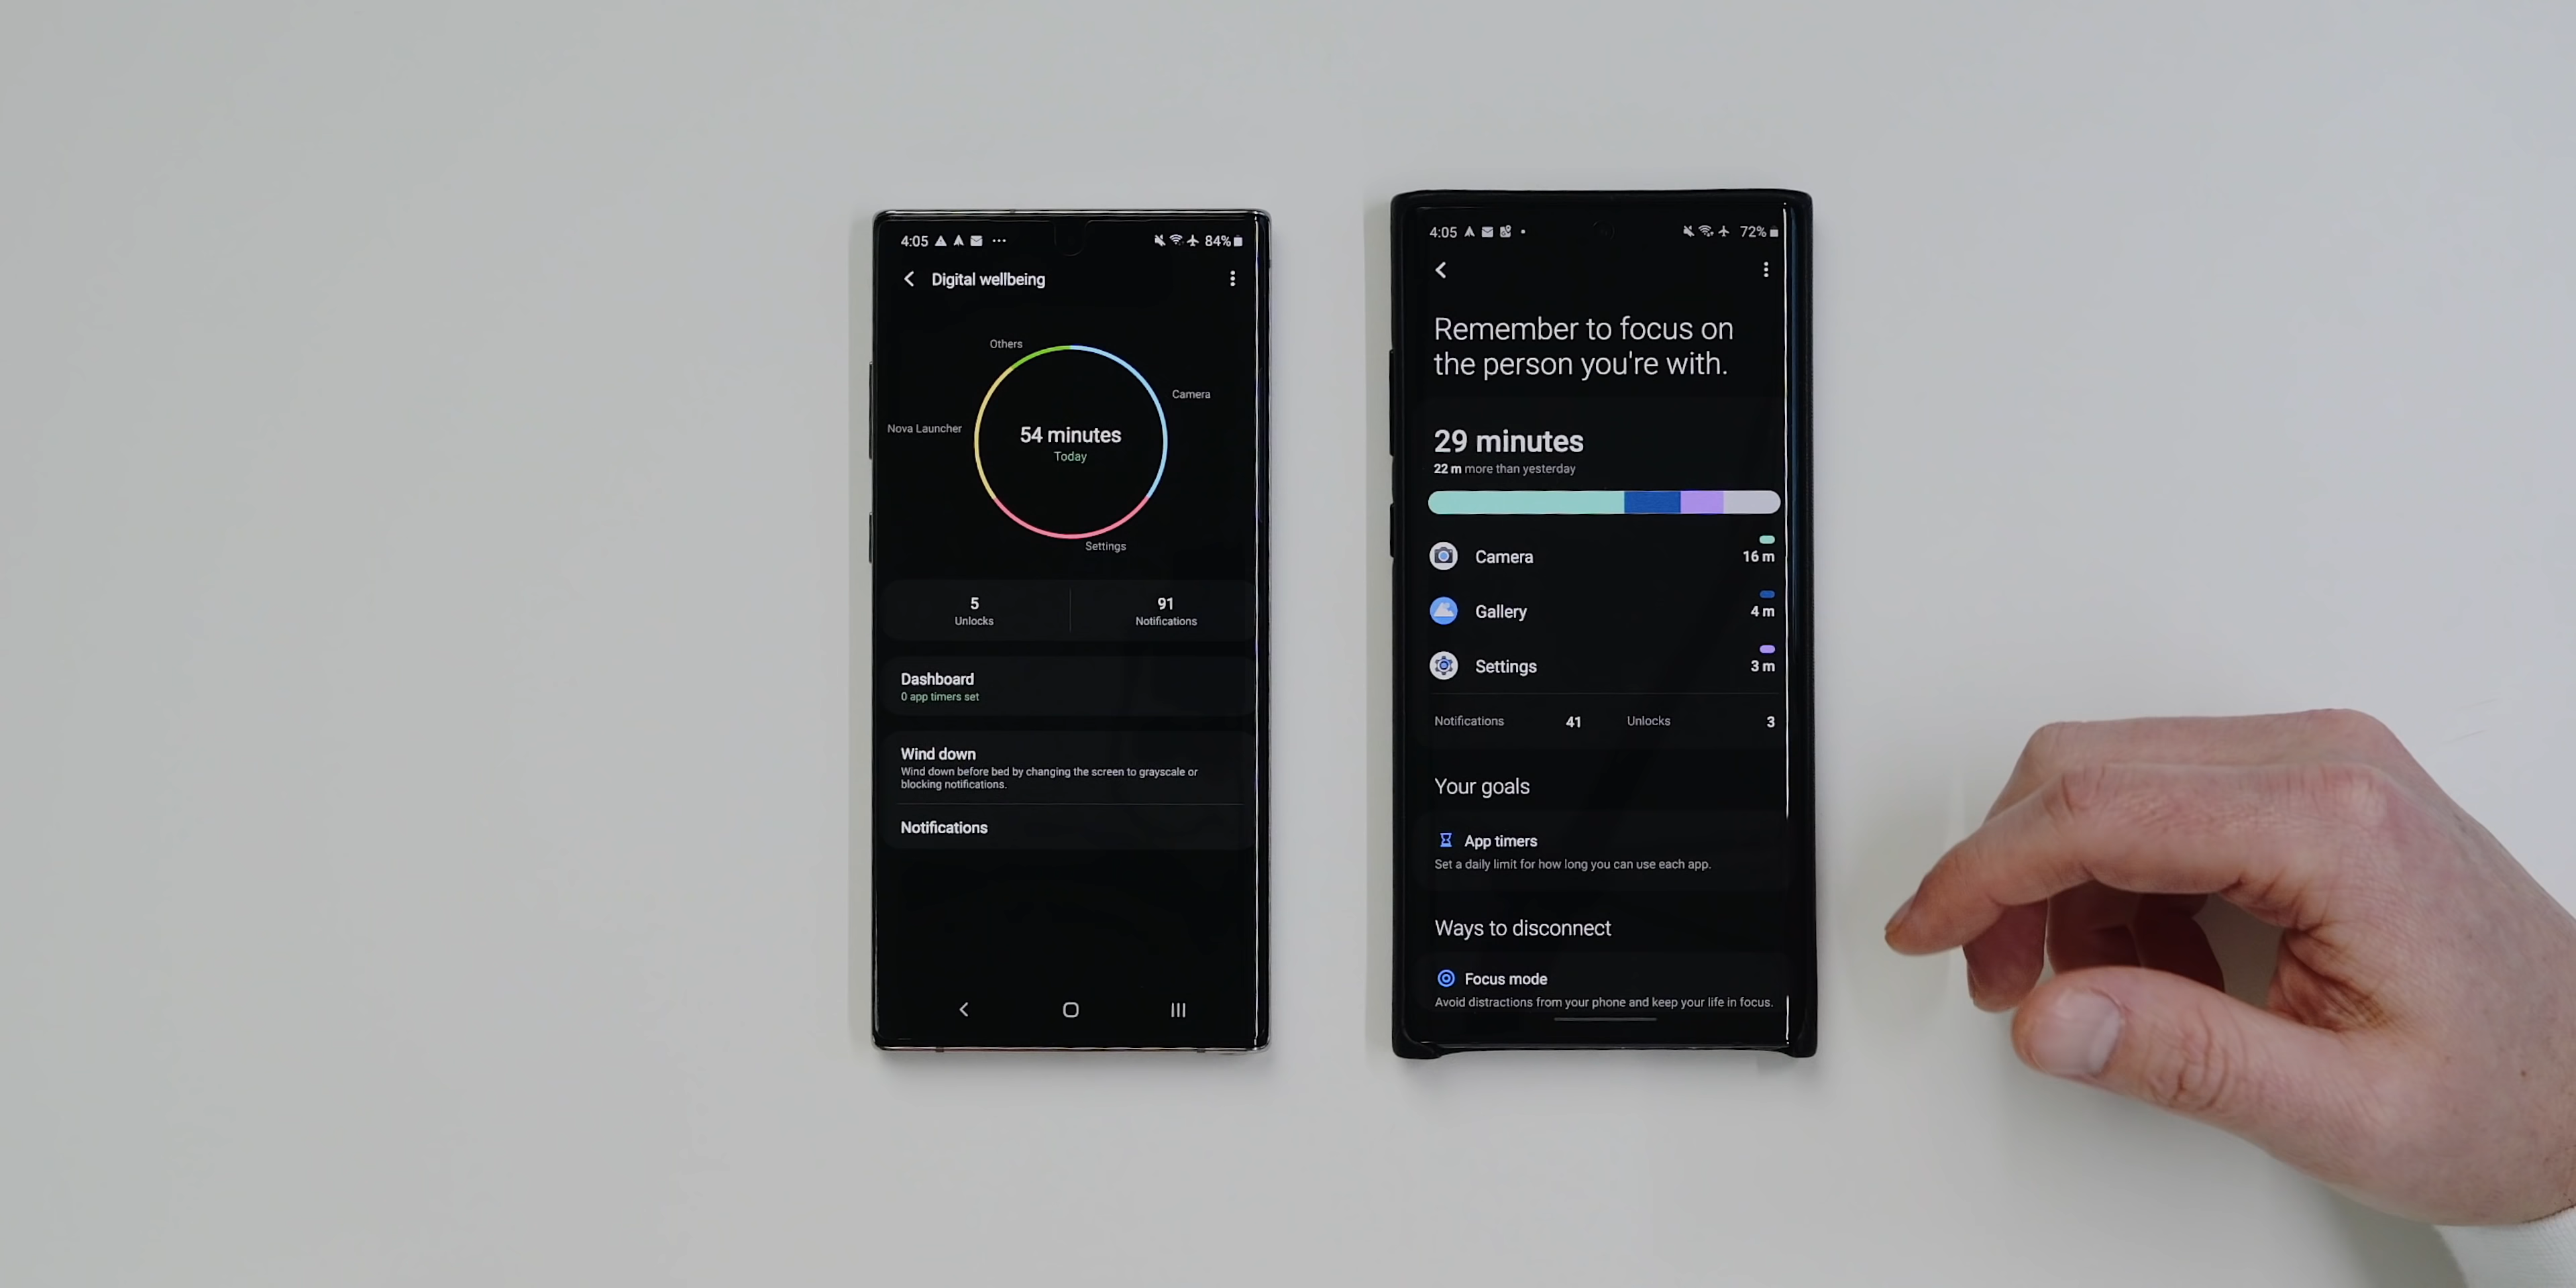 4:05
84%
Digital wellbeing
Others
Camera
Nova Launcher
54 minutes
Today
Settings
5
Unlocks
91
Notifications
Dashboard
0 app timers set
Wind down
Wind down before bed by changing the screen to grayscale or
blocking notifications.
Notifications
4:05
72%
Remember to focus on
the person you're with.
29 minutes
22 m more than yesterday
Camera
16 m
Gallery
4 m
Settings
3 m
Notifications 41 Unlocks 3
Your goals
App timers
Set a daily limit for how long you can use each app.
Ways to disconnect
Focus mode
Avoid distractions from your phone and keep your life in focus.